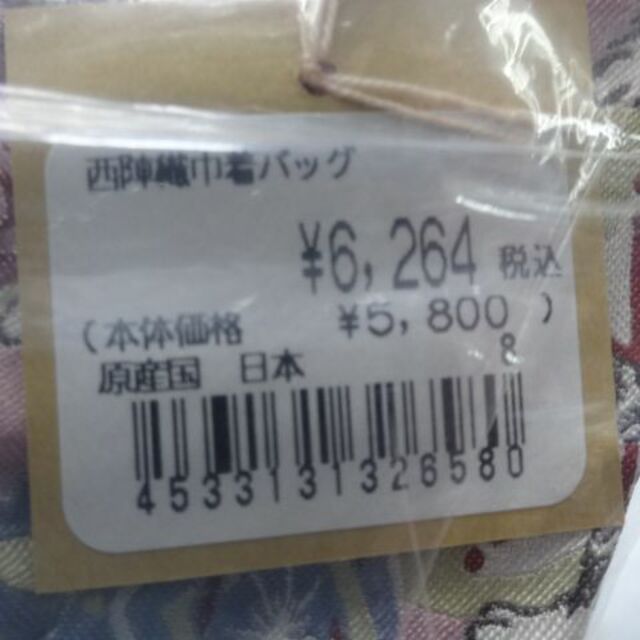 西陣織巾着バッグ
¥6,264 税込
(本体価格 ¥5,800)
8
原産国 日本
4533131326580